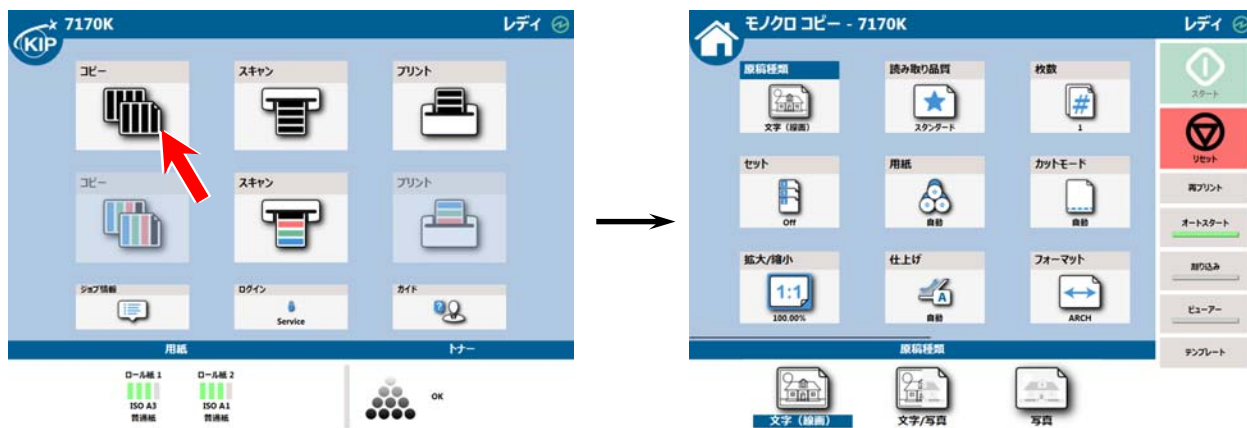 KIP
7170K
レディ
コピー
スキャン
プリント
コピー
スキャン
プリント
ジョブ情報
ログイン
Service
ガイド
用紙
トナー
ロール紙 1
ISO A3
普通紙
ロール紙 2
ISO A1
普通紙
OK
モノクロ コピー - 7170K
レディ
原稿種類
文字(線画)
読み取り品質
スタンダード
枚数
#
1
セット
Off
用紙
自動
カットモード
自動
拡大/縮小
1:1
100.00%
仕上げ
A
自動
フォーマット
ARCH
スタート
リセット
再プリント
オートスタート
割り込み
ビューアー
テンプレート
原稿種類
文字(線画)
文字/写真
写真